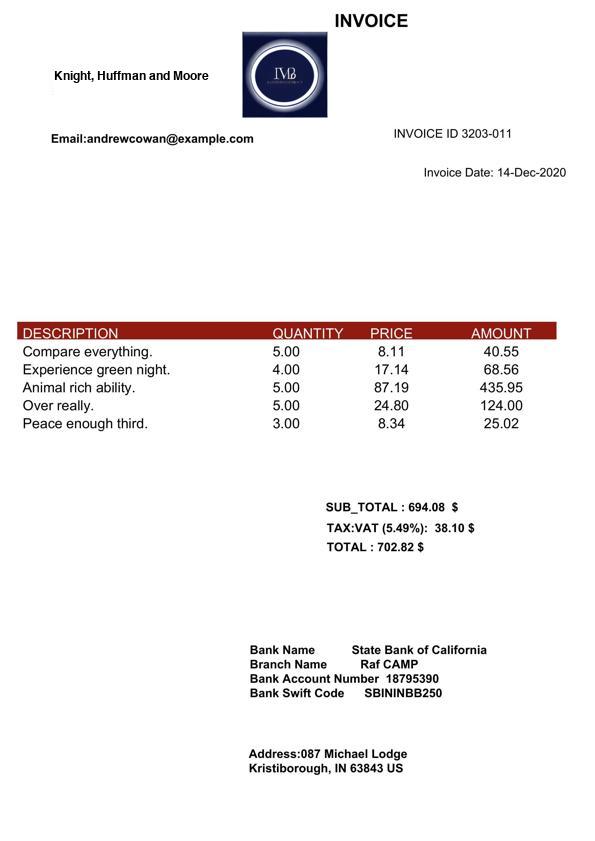 INVOICE
Knight, Huffman and Moore
Email:andrewcowan@example.com
INVOICE ID 3203-011
Invoice Date: 14-Dec-2020
DESCRIPTION QUANTITY PRICE AMOUNT
Compare everything. 5.00 8.11 40.55
Experience green night. 4.00 17.14 68.56
Animal rich ability. 5.00 87.19 435.95
Over really. 5.00 24.80 124.00
Peace enough third. 3.00 8.34 25.02
SUB_TOTAL : 694.08 $
TAX:VAT (5.49%): 38.10 $
TOTAL : 702.82 $
Bank Name State Bank of California
Branch Name Raf CAMP
Bank Account Number 18795390
Bank Swift Code SBININBB250
Address:087 Michael Lodge
Kristiborough, IN 63843 US